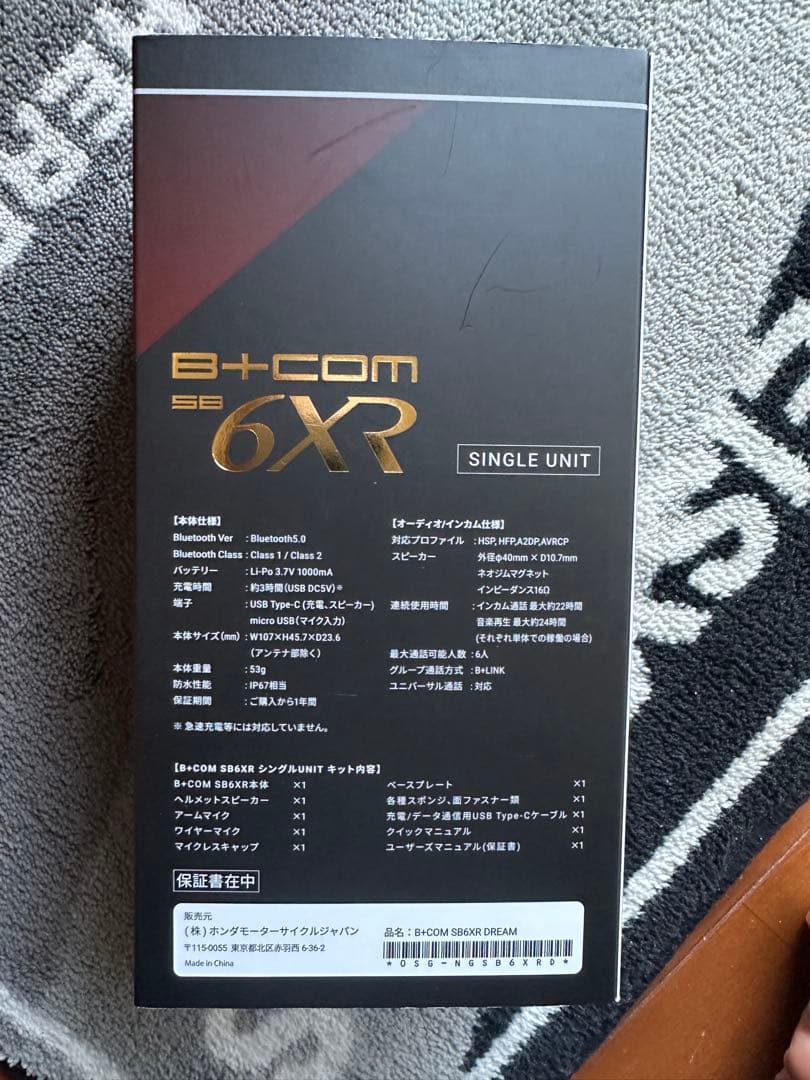 B+COM
SB
6XR
SINGLE UNIT
【本体仕様】
Bluetooth Ver : Bluetooth5.0
Bluetooth Class : Class 1 / Class 2
バッテリー : Li-Po 3.7V 1000mA
充電時間 : 約3時間(USB DC5V)※
端子 : USB Type-C (充電、スピーカー)
micro USB(マイク入力)
本体サイズ(mm) : W107×H45.7×D23.6
(アンテナ部除く)
本体重量 : 53g
防水性能 : IP67相当
保証期間 : ご購入から1年間
※ 急速充電等には対応していません。
【オーディオ/インカム仕様】
対応プロファイル : HSP, HFP,A2DP,AVRCP
スピーカー 外径φ40mm × D10.7mm
ネオジムマグネット
インピーダンス16Ω
連続使用時間 : インカム通話 最大約22時間
音楽再生 最大約24時間
(それぞれ単体での稼働の場合)
最大通話可能人数 : 6人
グループ通話方式 : B+LINK
ユニバーサル通話 : 対応
【B+COM SB6XR シングルUNIT キット内容】
B+COM SB6XR本体 ×1
ヘルメットスピーカー ×1
アームマイク ×1
ワイヤーマイク ×1
マイクレスキャップ ×1
ベースプレート ×1
各種スポンジ、面ファスナー類 ×1
充電/データ通信用USB Type-Cケーブル ×1
クイックマニュアル ×1
ユーザーズマニュアル(保証書) ×1
保証書在中
販売元
(株)ホンダモーターサイクルジャパン
〒115-0055 東京都北区赤羽西 6-36-2
Made in China
品名：B+COM SB6XR DREAM
*OSG-NGSB6XRD*